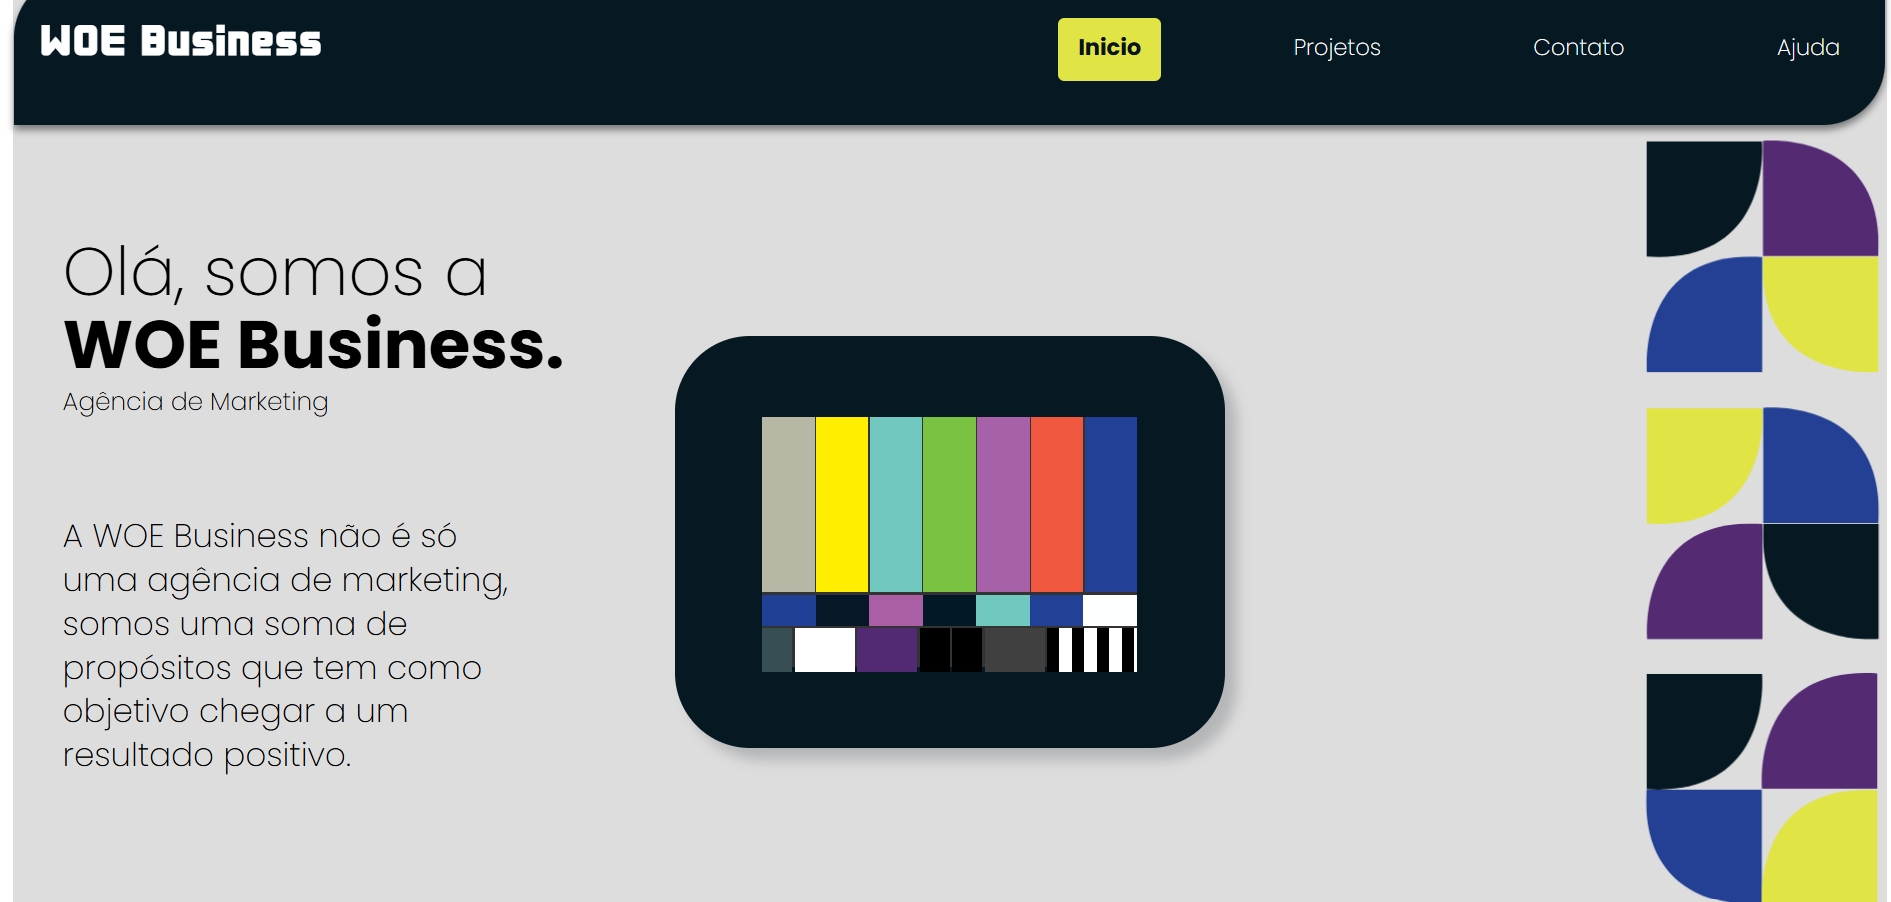 WOE Business
Inicio
Projetos
Contato
Ajuda
Olá, somos a
WOE Business.
Agência de Marketing
A WOE Business não é só
uma agência de marketing,
somos uma soma de
propósitos que tem como
objetivo chegar a um
resultado positivo.